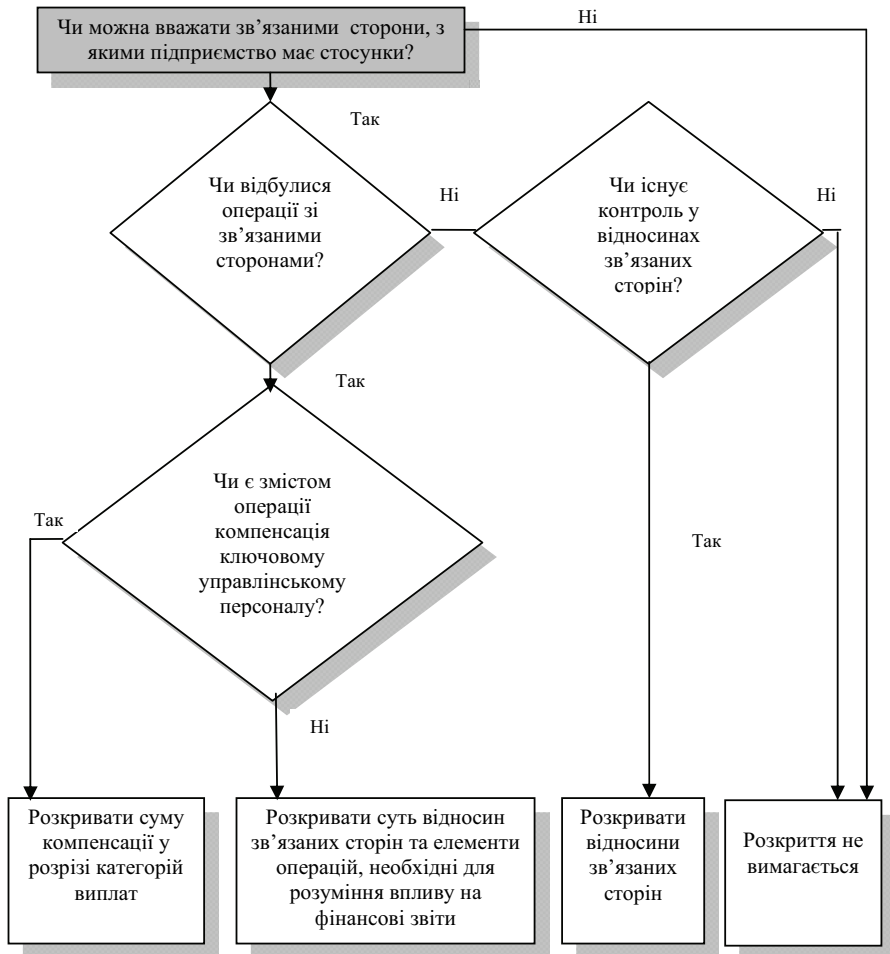 Чи можна вважати зв’язаними сторони, з
якими підприємство має стосунки?
Ні
Так
Чи відбулися
операції зі
зв’язаними
сторонами?
Ні
Чи існує
контроль у
відносинах
зв’язаних
сторін?
Ні
Так
Чи є змістом
операції
компенсація
ключовому
управлінському
персоналу?
Так
Так
Ні
Розкривати суму
компенсації у
розрізі категорій
виплат
Розкривати суть відносин
зв’язаних сторін та елементи
операцій, необхідні для
розуміння впливу на
фінансові звіти
Розкривати
відносини
зв’язаних
сторін
Розкриття не
вимагається